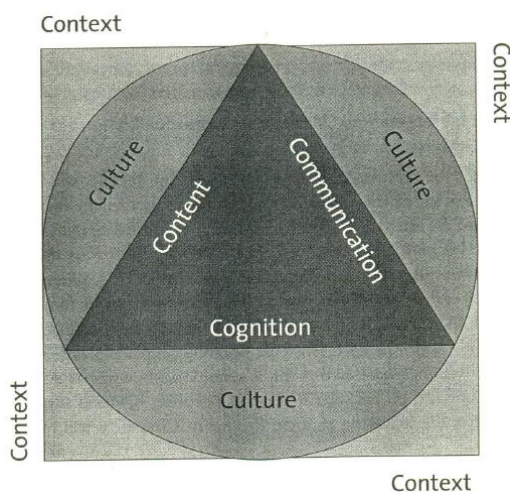 Context
Context
Culture
Culture
Content
Communication
Cognition
Culture
Context
Context